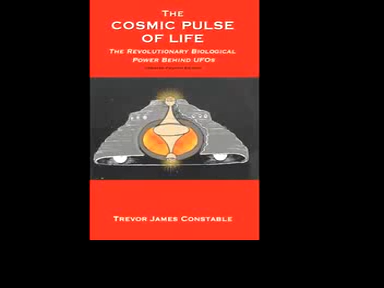 THE
COSMIC PULSE
OF LIFE
THE REVOLUTIONARY BIOLOGICAL
POWER BEHIND UFOS
TREVOR JAMES CONSTABLE